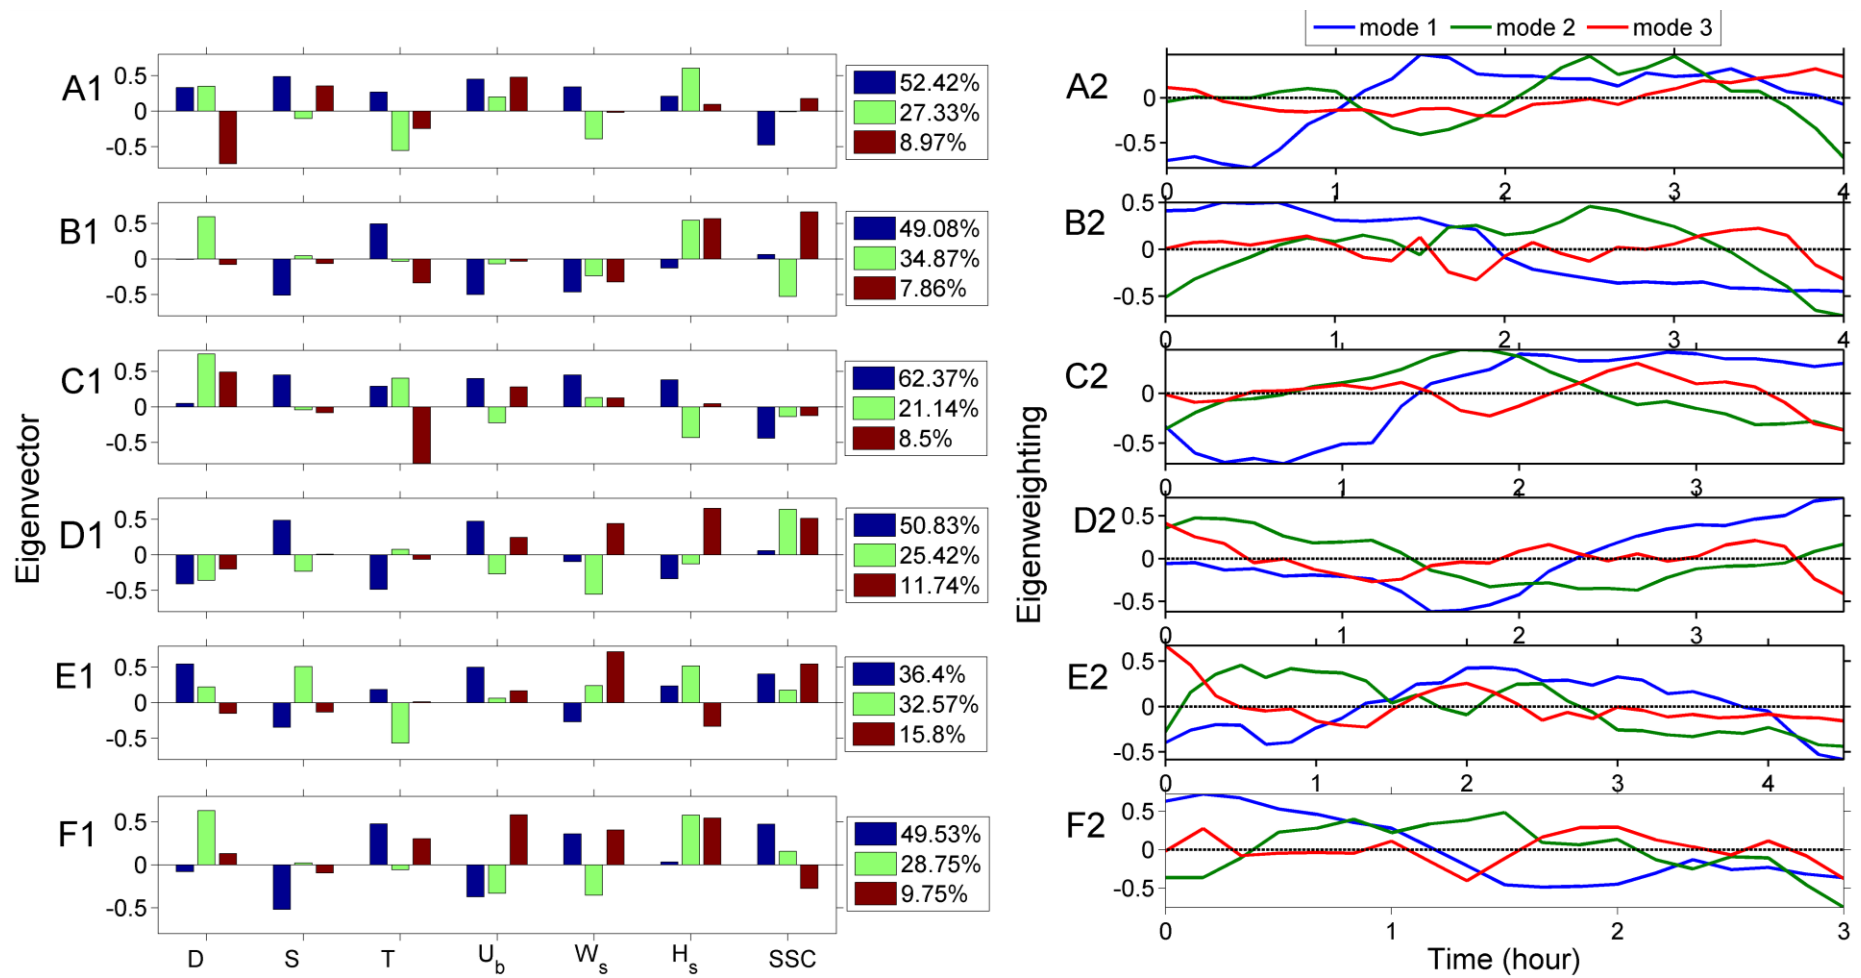 mode 1 mode 2 mode 3
A1
0.5
0
-0.5
52.42%
27.33%
8.97%
A2
0
-0.5
0 1 2 3 4
B1
0.5
0
-0.5
49.08%
34.87%
7.86%
B2
0.5
0
-0.5
0 1 2 3 4
C1
0.5
0
-0.5
62.37%
21.14%
8.5%
C2
0
-0.5
0 1 2 3
Eigenvector
Eigenweighting
D1
0.5
0
-0.5
50.83%
25.42%
11.74%
D2
0.5
0
-0.5
0 1 2 3
E1
0.5
0
-0.5
36.4%
32.57%
15.8%
E2
0.5
0
-0.5
0 1 2 3 4
F1
0.5
0
-0.5
49.53%
28.75%
9.75%
F2
0.5
0
-0.5
0 1 2 3
D S T Ub Ws Hs SSC
Time (hour)